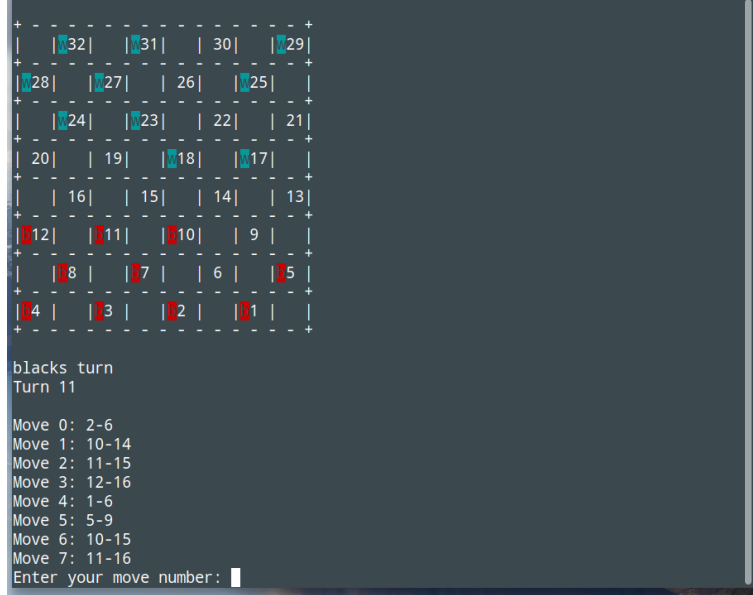 + - - - - - - - - - - - - - - - +
|   |W32|   |W31|   | 30|   |W29|
+ - - - - - - - - - - - - - - - +
|W28|   |W27|   | 26|   |W25|   |
+ - - - - - - - - - - - - - - - +
|   |W24|   |W23|   | 22|   | 21|
+ - - - - - - - - - - - - - - - +
| 20|   | 19|   |W18|   |W17|   |
+ - - - - - - - - - - - - - - - +
|   | 16|   | 15|   | 14|   | 13|
+ - - - - - - - - - - - - - - - +
|B12|   |B11|   |B10|   | 9 |   |
+ - - - - - - - - - - - - - - - +
|   |B8 |   |B7 |   | 6 |   |B5 |
+ - - - - - - - - - - - - - - - +
|B4 |   |B3 |   |B2 |   |B1 |   |
+ - - - - - - - - - - - - - - - +
blacks turn
Turn 11
Move 0: 2-6
Move 1: 10-14
Move 2: 11-15
Move 3: 12-16
Move 4: 1-6
Move 5: 5-9
Move 6: 10-15
Move 7: 11-16
Enter your move number: